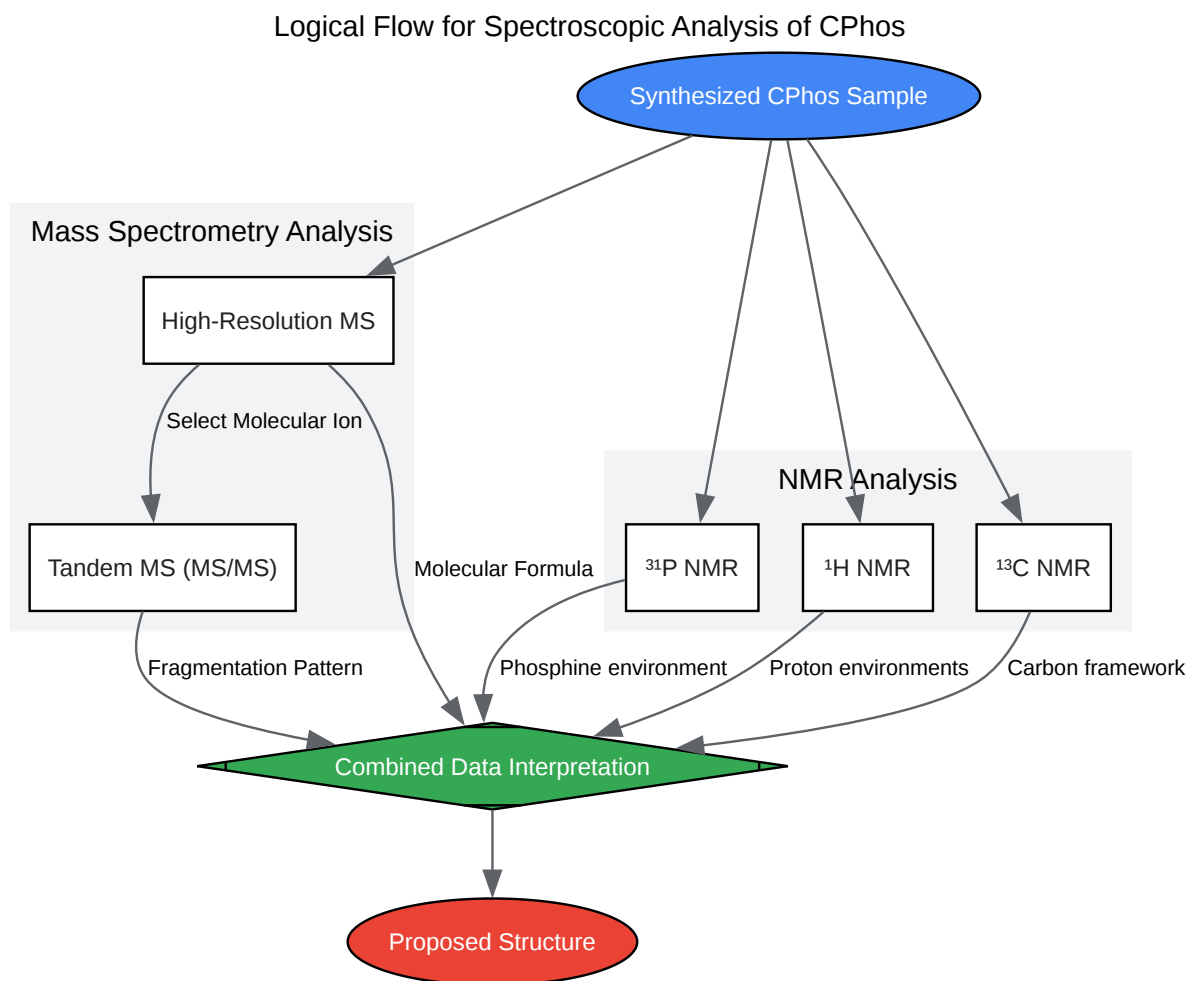 Logical Flow for Spectroscopic Analysis of CPhos
Synthesized CPhos Sample
Mass Spectrometry Analysis
High-Resolution MS
Select Molecular Ion
NMR Analysis
Tandem MS (MS/MS)
Molecular Formula
³¹P NMR
¹H NMR
¹³C NMR
Fragmentation Pattern
Phosphine environment
Proton environments
Carbon framework
Combined Data Interpretation
Proposed Structure